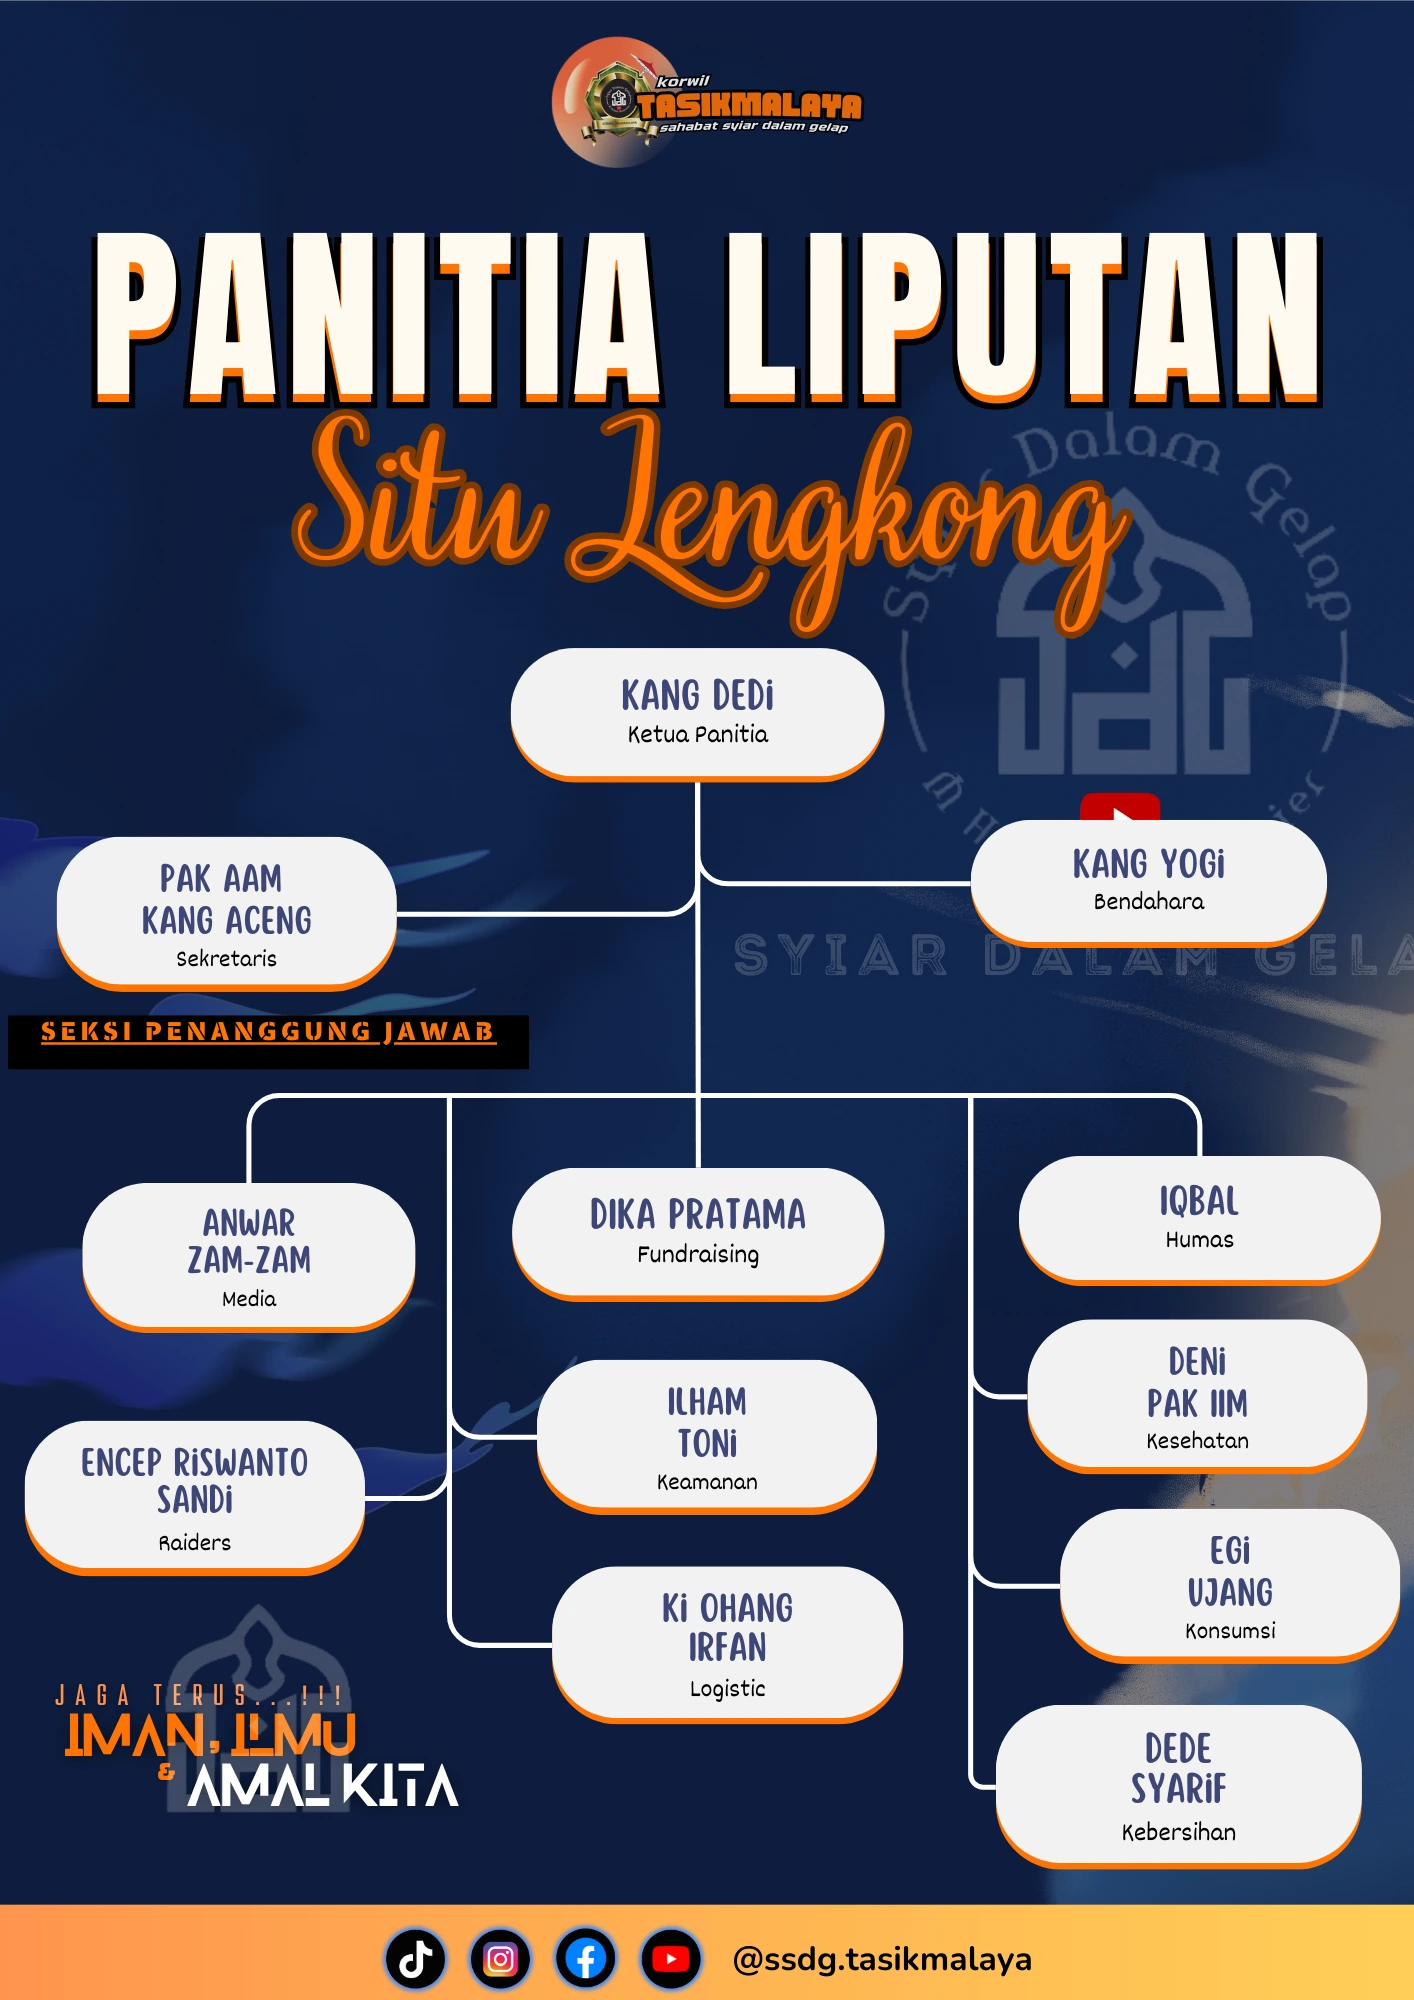 korwil
TASIKMALAYA
sahabat syiar dalam gelap
PANITIA LIPUTAN
Situ Lengkong
Dalam Gelap
KANG DEDi
Ketua Panitia
PAK AAM
KANG ACENG
Sekretaris
KANG YOGi
Bendahara
SYIAR DALAM GELA
SEKSI PENANGGUNG JAWAB
ANWAR
ZAM-ZAM
Media
DIKA PRATAMA
Fundraising
IQBAL
Humas
ENCEP RiSWANTO
SANDi
Raiders
ILHAM
TONi
Keamanan
DENi
PAK IIM
Kesehatan
Ki OHANG
IRFAN
Logistic
EGi
UJANG
Konsumsi
DEDE
SYARiF
Kebersihan
JAGA TERUS...!!!
IMAN, ILMU
& AMAL KITA
@ssdg.tasikmalaya